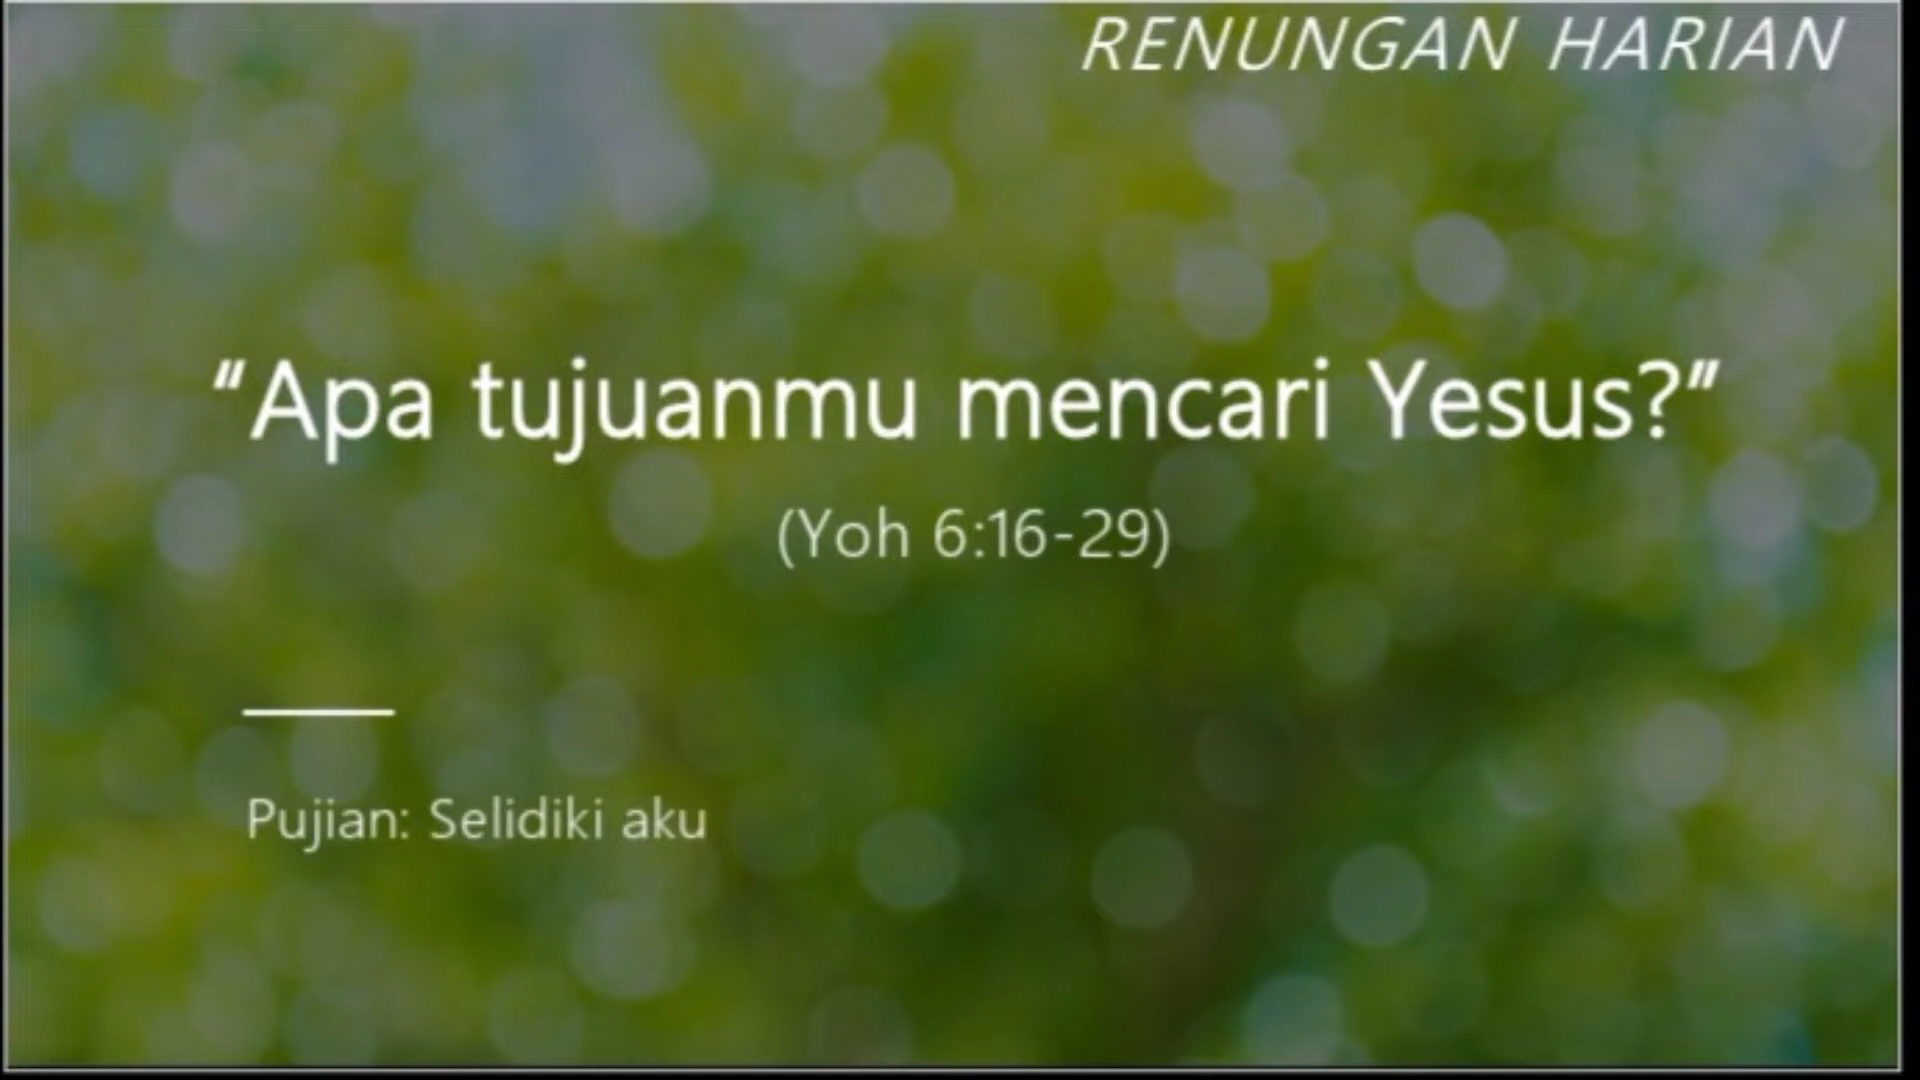 RENUNGAN HARIAN
"Apa tujuanmu mencari Yesus?"
(Yoh 6:16-29)
Pujian: Selidiki aku